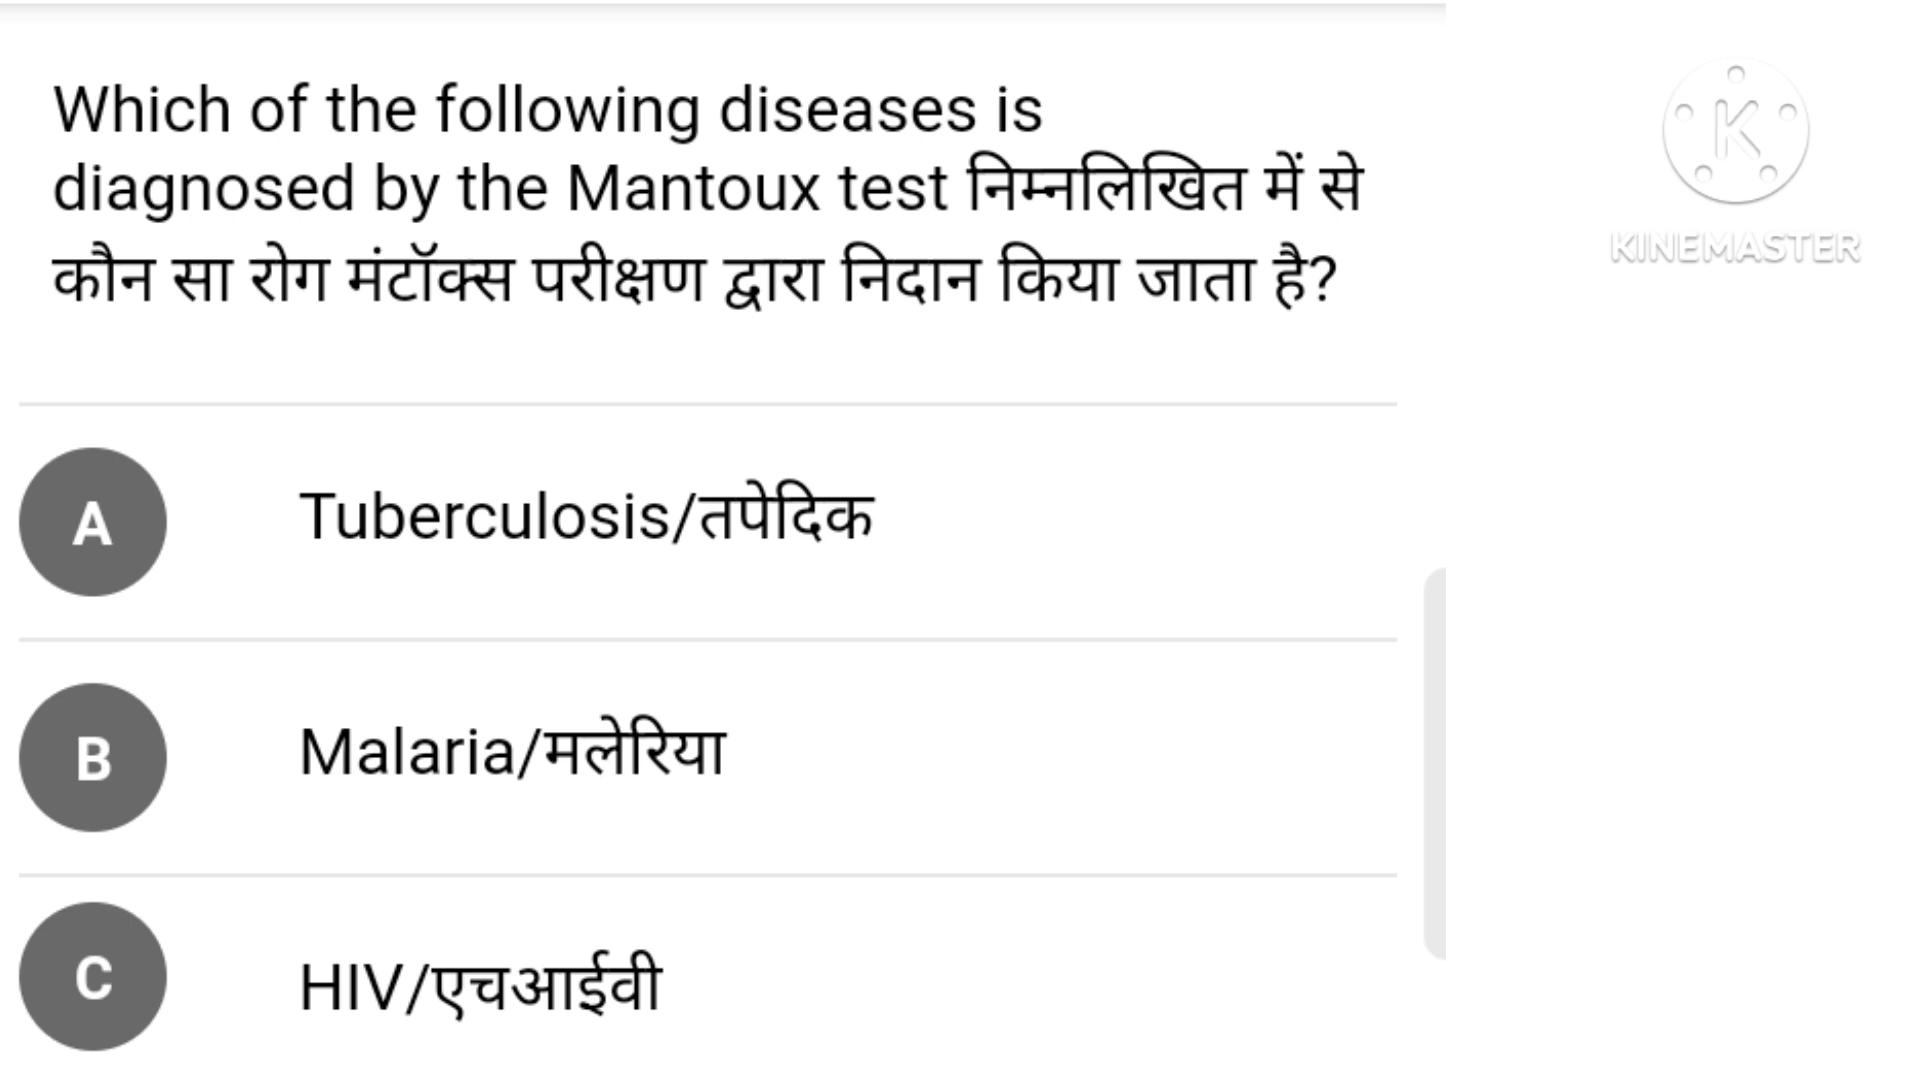 Which of the following diseases is
diagnosed by the Mantoux test निम्नलिखित में से
कौन सा रोग मंटॉक्स परीक्षण द्वारा निदान किया जाता है?
A
Tuberculosis/तपेदिक
B
Malaria/मलेरिया
C
HIV/एचआईवी
K
KINEMASTER